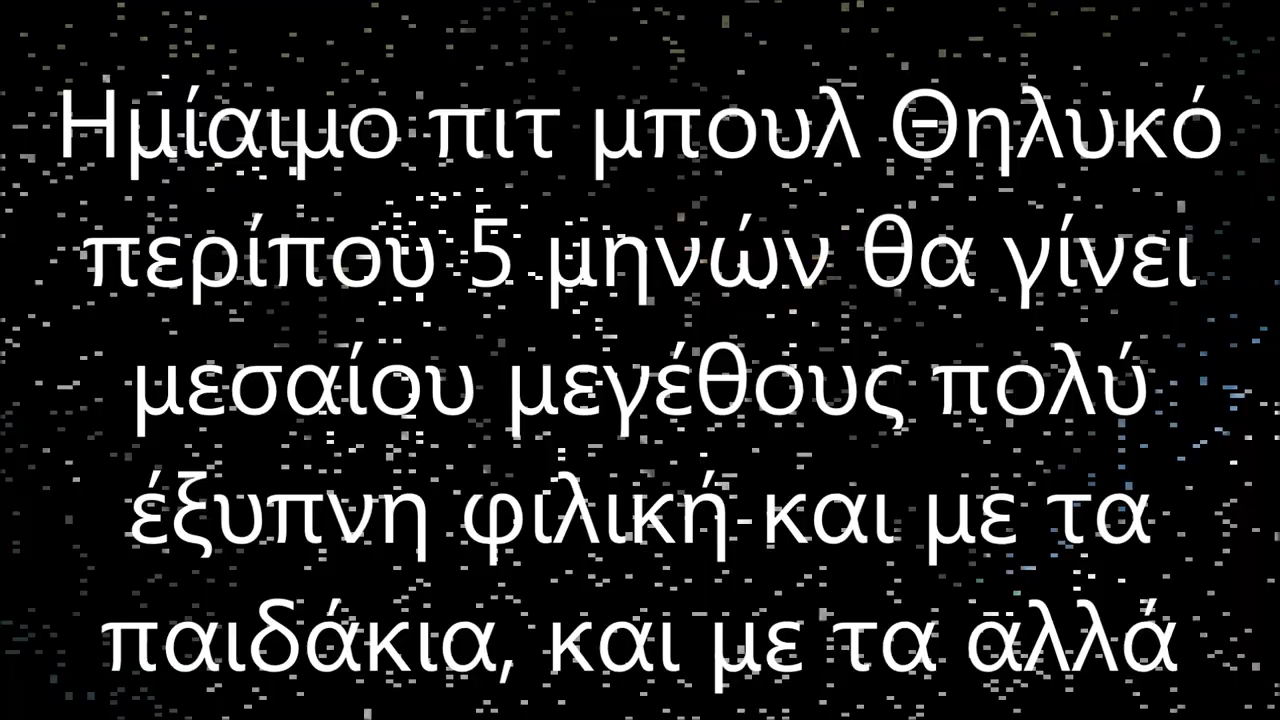 Ημίαιμο πιτ μπουλ Θηλυκό
περίπου 5 μηνών θα γίνει
μεσαίου μεγέθους πολύ
έξυπνη φιλική και με τα
παιδάκια, και με τα αλλά